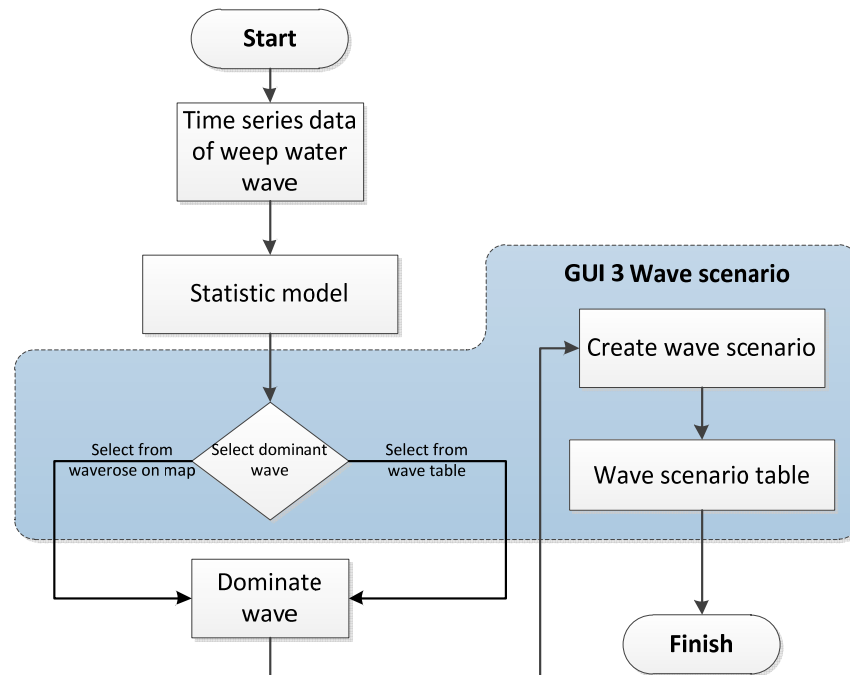 Start
Time series data
of weep water
wave
Statistic model
GUI 3 Wave scenario
Create wave scenario
Select from
waverose on map
Select dominant
wave
Select from
wave table
Wave scenario table
Dominate
wave
Finish